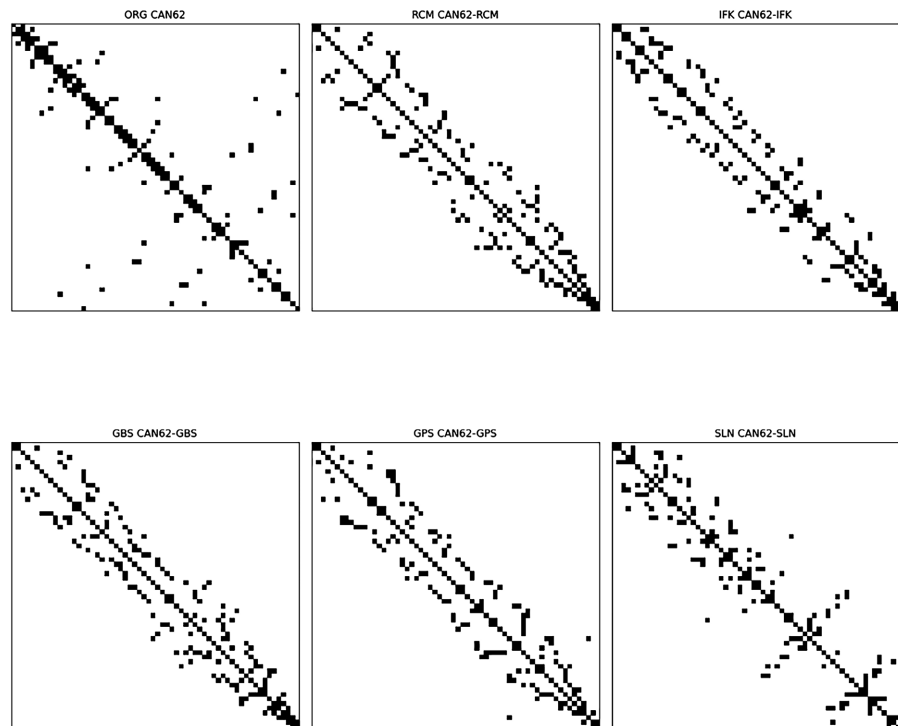 ORG CAN62
RCM CAN62-RCM
IFK CAN62-IFK
GBS CAN62-GBS
GPS CAN62-GPS
SLN CAN62-SLN